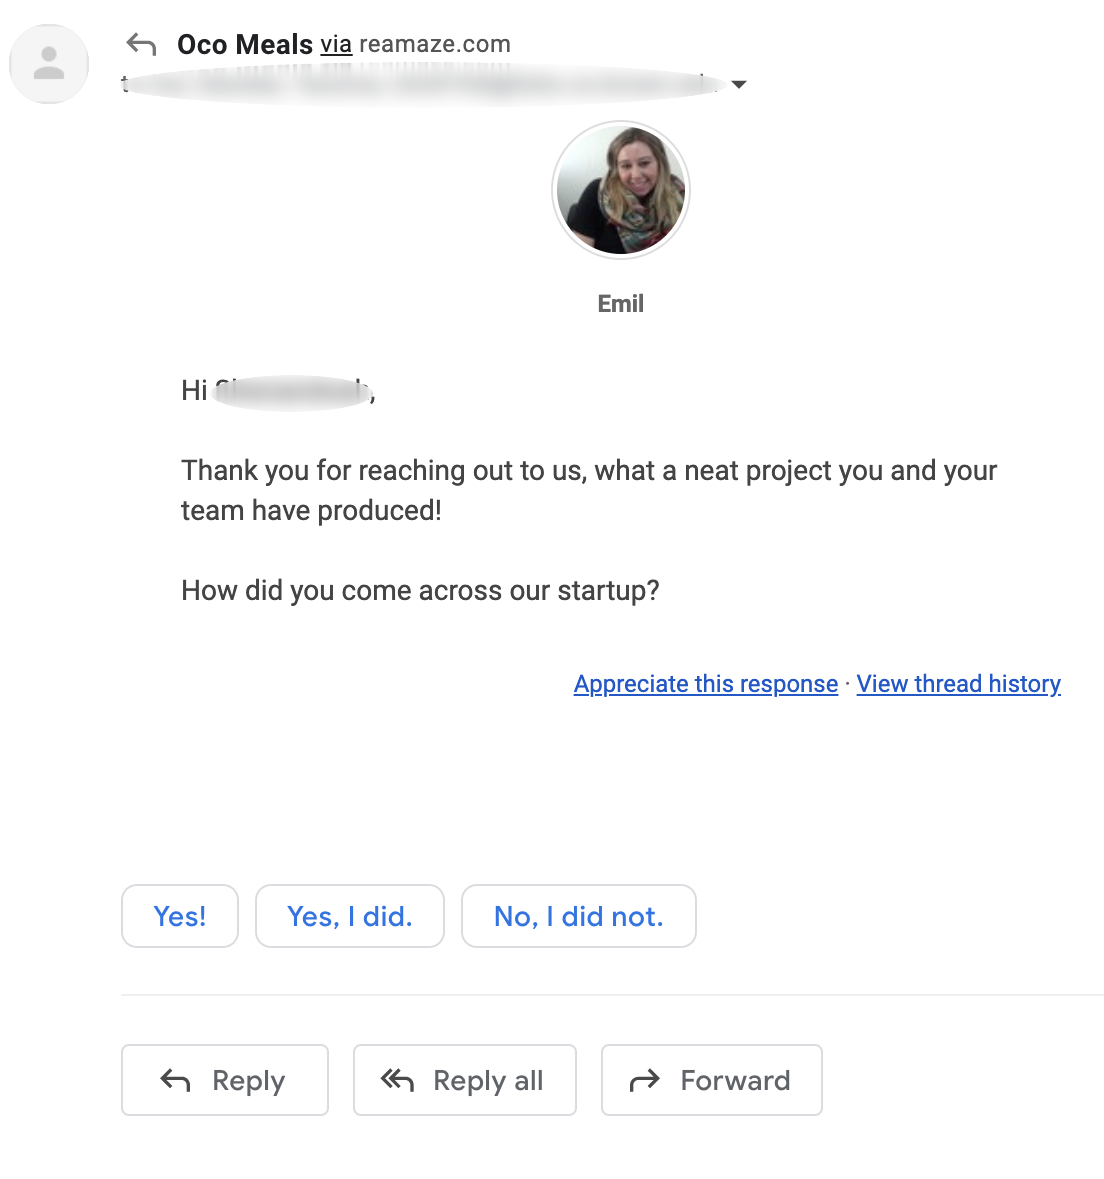 Oco Meals via reamaze.com
Emil
Hi
Thank you for reaching out to us, what a neat project you and your
team have produced!
How did you come across our startup?
Appreciate this response · View thread history
Yes!
Yes, I did.
No, I did not.
Reply
Reply all
Forward